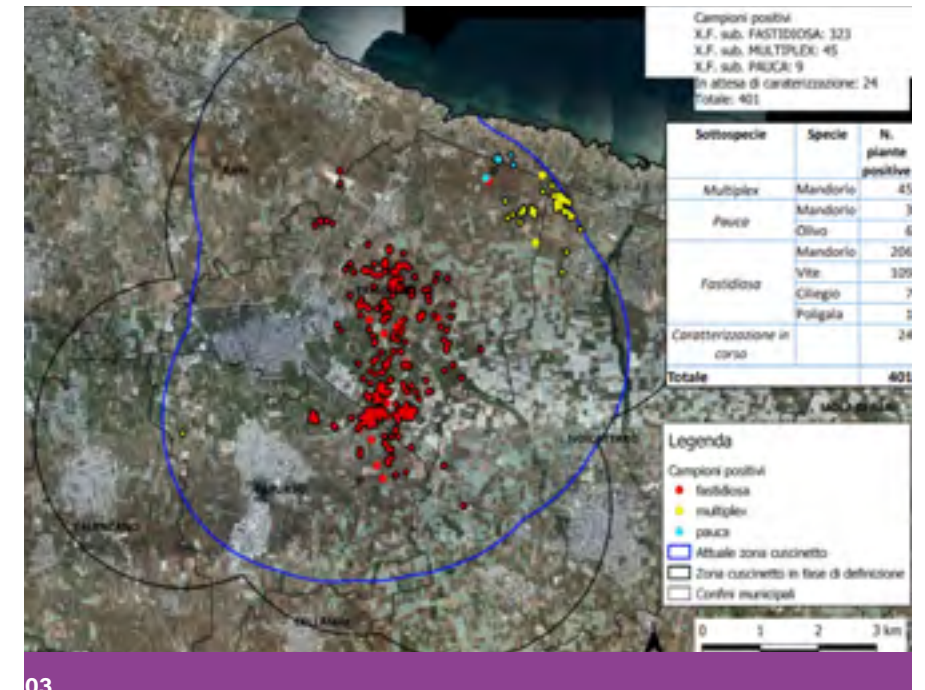 Campioni positivi
X.F. sub. FASTIDIOSA: 323
X.F. sub. MULTIPLEX: 45
X.F. sub. PAUCA: 9
In attesa di caraterizzazione: 24
Totale: 401
Sottospecie Specie N. piante positive
Multiplex Mandorlo 45
Pauca Mandorlo 3
Olivo 6
Fastidiosa Mandorlo 206
Vite 109
Ciliegio 7
Poligala 1
Caratterizzazione in corso 24
Totale 401
Legenda
Campioni positivi
fastidiosa
multiplex
pauca
Attuale zona cuscinetto
Zona cuscinetto in fase di definizione
Confini municipali
0 1 2 3 km
03